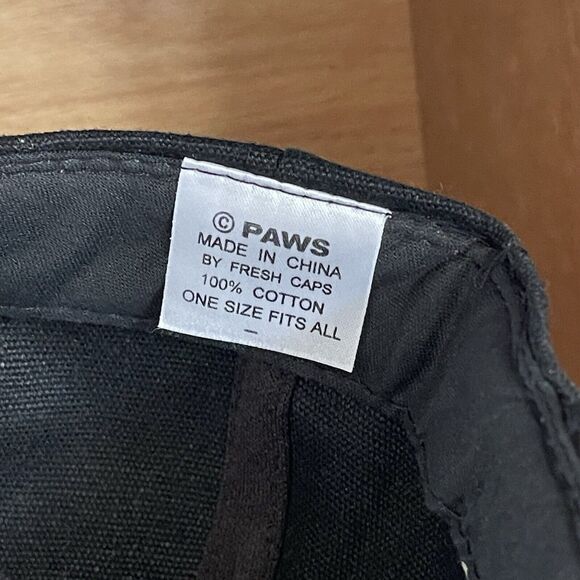 © PAWS
MADE IN CHINA
BY FRESH CAPS
100% COTTON
ONE SIZE FITS ALL
–